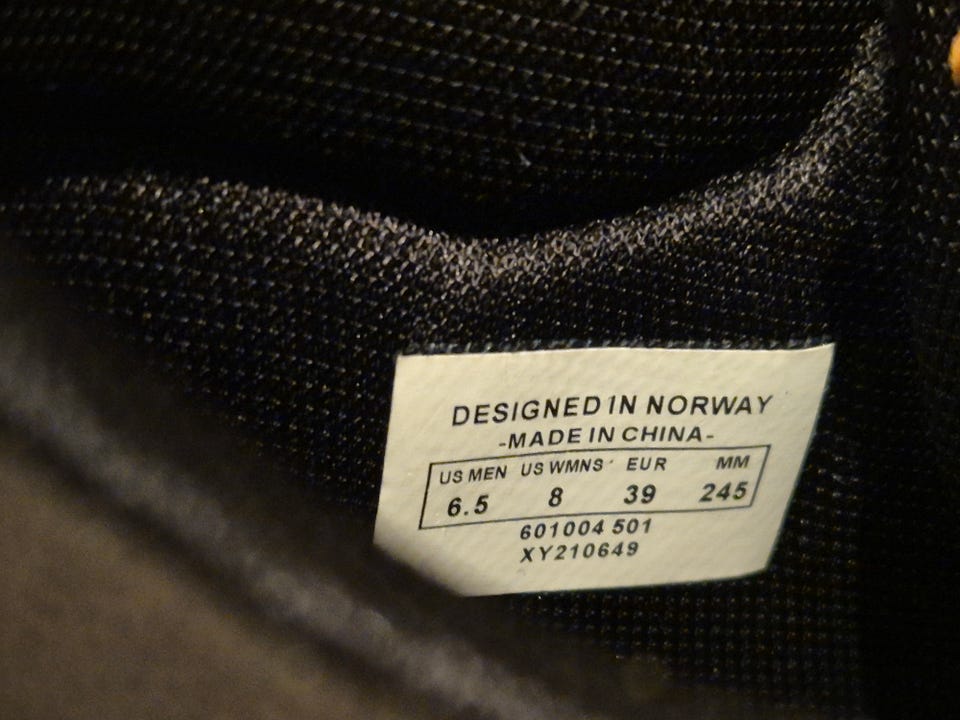 DESIGNED IN NORWAY
-MADE IN CHINA-
US MEN US WMNS EUR MM
6.5 8 39 245
601004 501
XY210649